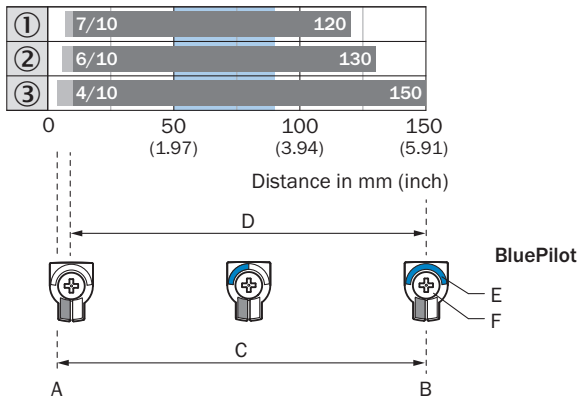 ① 7/10 120
② 6/10 130
③ 4/10 150
0 50 100 150
(1.97) (3.94) (5.91)
Distance in mm (inch)
D
BluePilot
E
F
C
A B